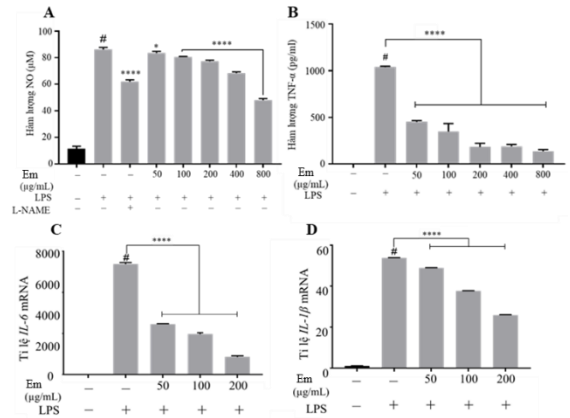 A
Hàm lượng NO (µM)
100
80
60
40
20
0
#
****
*
****
Em – – – 50 100 200 400 800
(µg/mL)
LPS – + + + + + + +
L-NAME – – + – – – – –
B
Hàm lượng TNF-α (pg/ml)
1500
1000
500
0
#
****
Em – – 50 100 200 400 800
(µg/mL)
LPS – + + + + + +
C
Tỉ lệ IL-6 mRNA
8000
6000
4000
2000
0
#
****
Em – – 50 100 200
(µg/mL)
LPS – + + + +
D
Tỉ lệ IL-1β mRNA
60
40
20
0
#
****
Em – – 50 100 200
(µg/mL)
LPS – + + + +